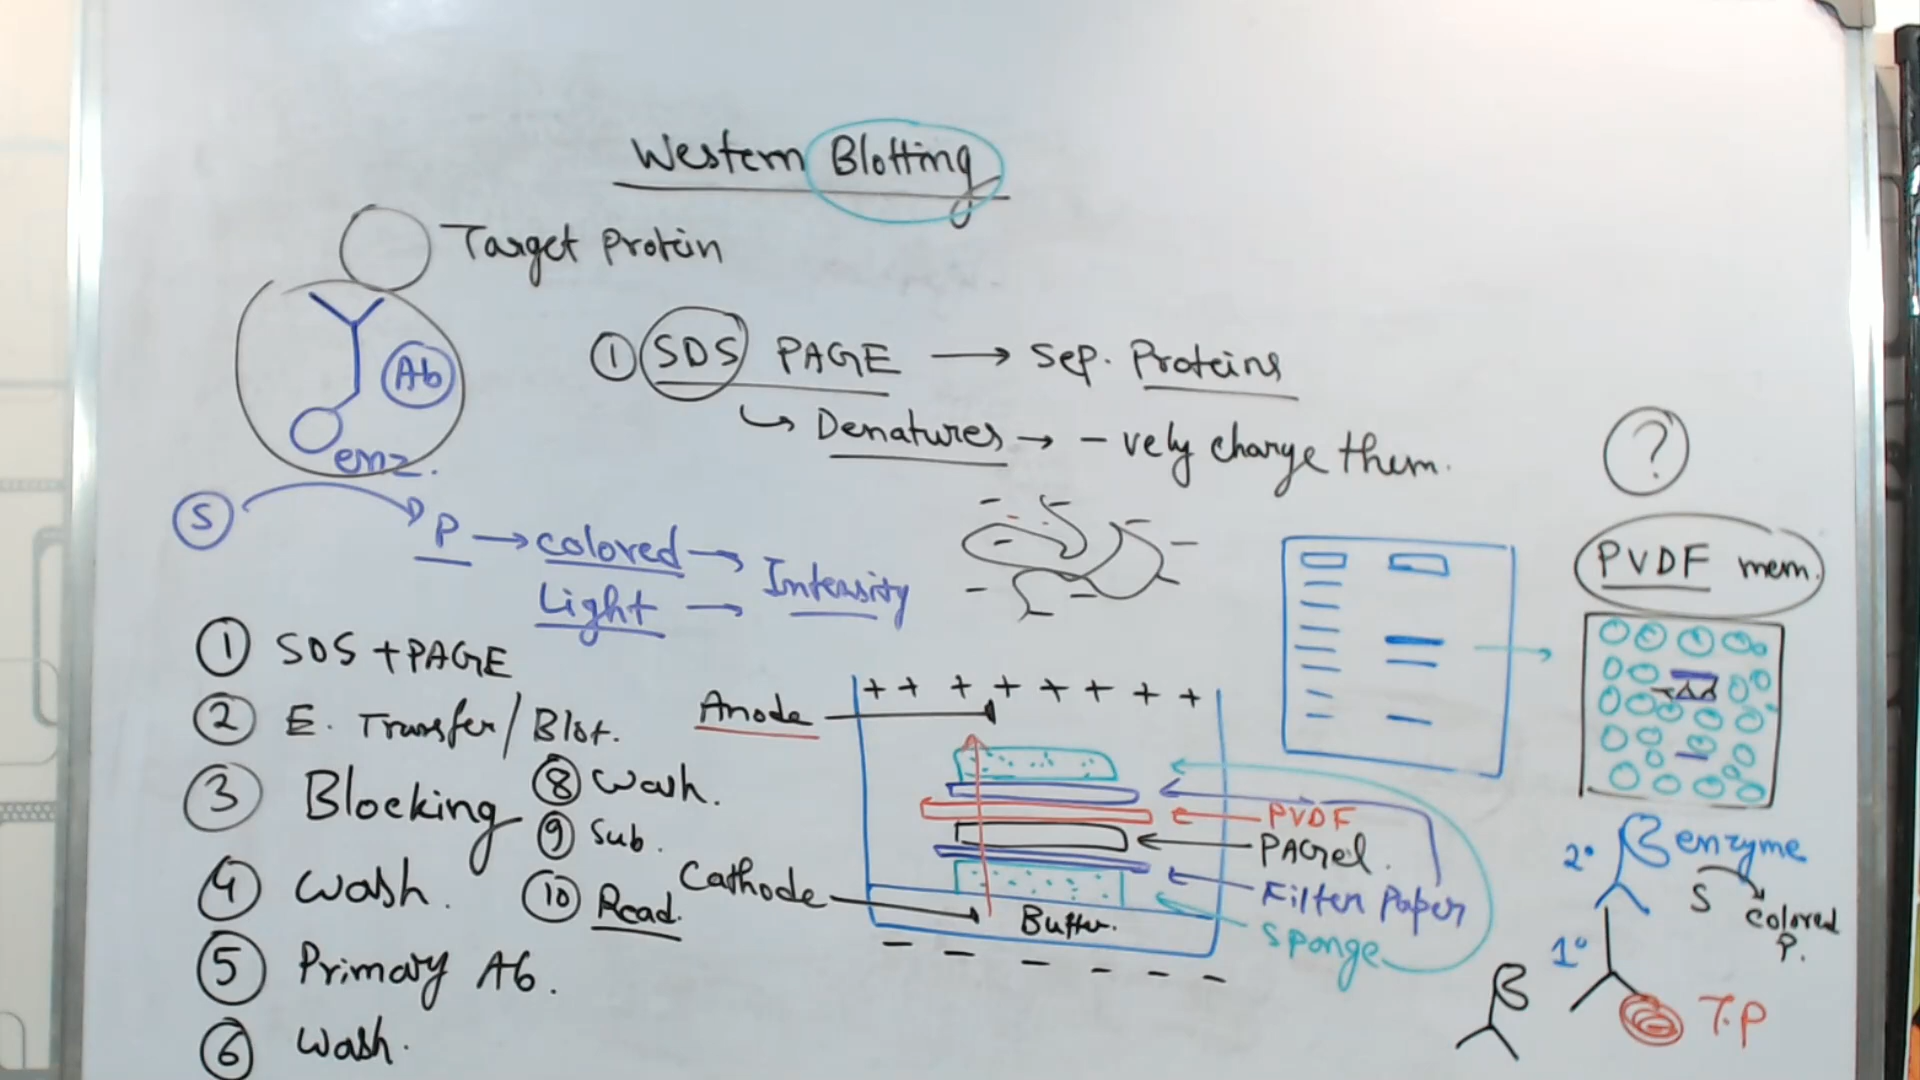 Western Blotting
Target Protein
Ab
enz.
S
P → colored → Intensity
Light →
① SDS PAGE → Sep. Proteins
↳ Denatures → - vely charge them.
?
PVDF mem.
① SDS + PAGE
② E. Transfer / Blot.
③ Blocking
④ Wash.
⑤ Primary Ab.
⑥ Wash.
⑧ Wash.
⑨ Sub.
⑩ Read.
Anode
+ + + + + + + +
Cathode
Buffer.
- - - - - -
PVDF
PAGel.
Filter Paper
Sponge
2° enzyme
S
colored
P.
1°
T.P